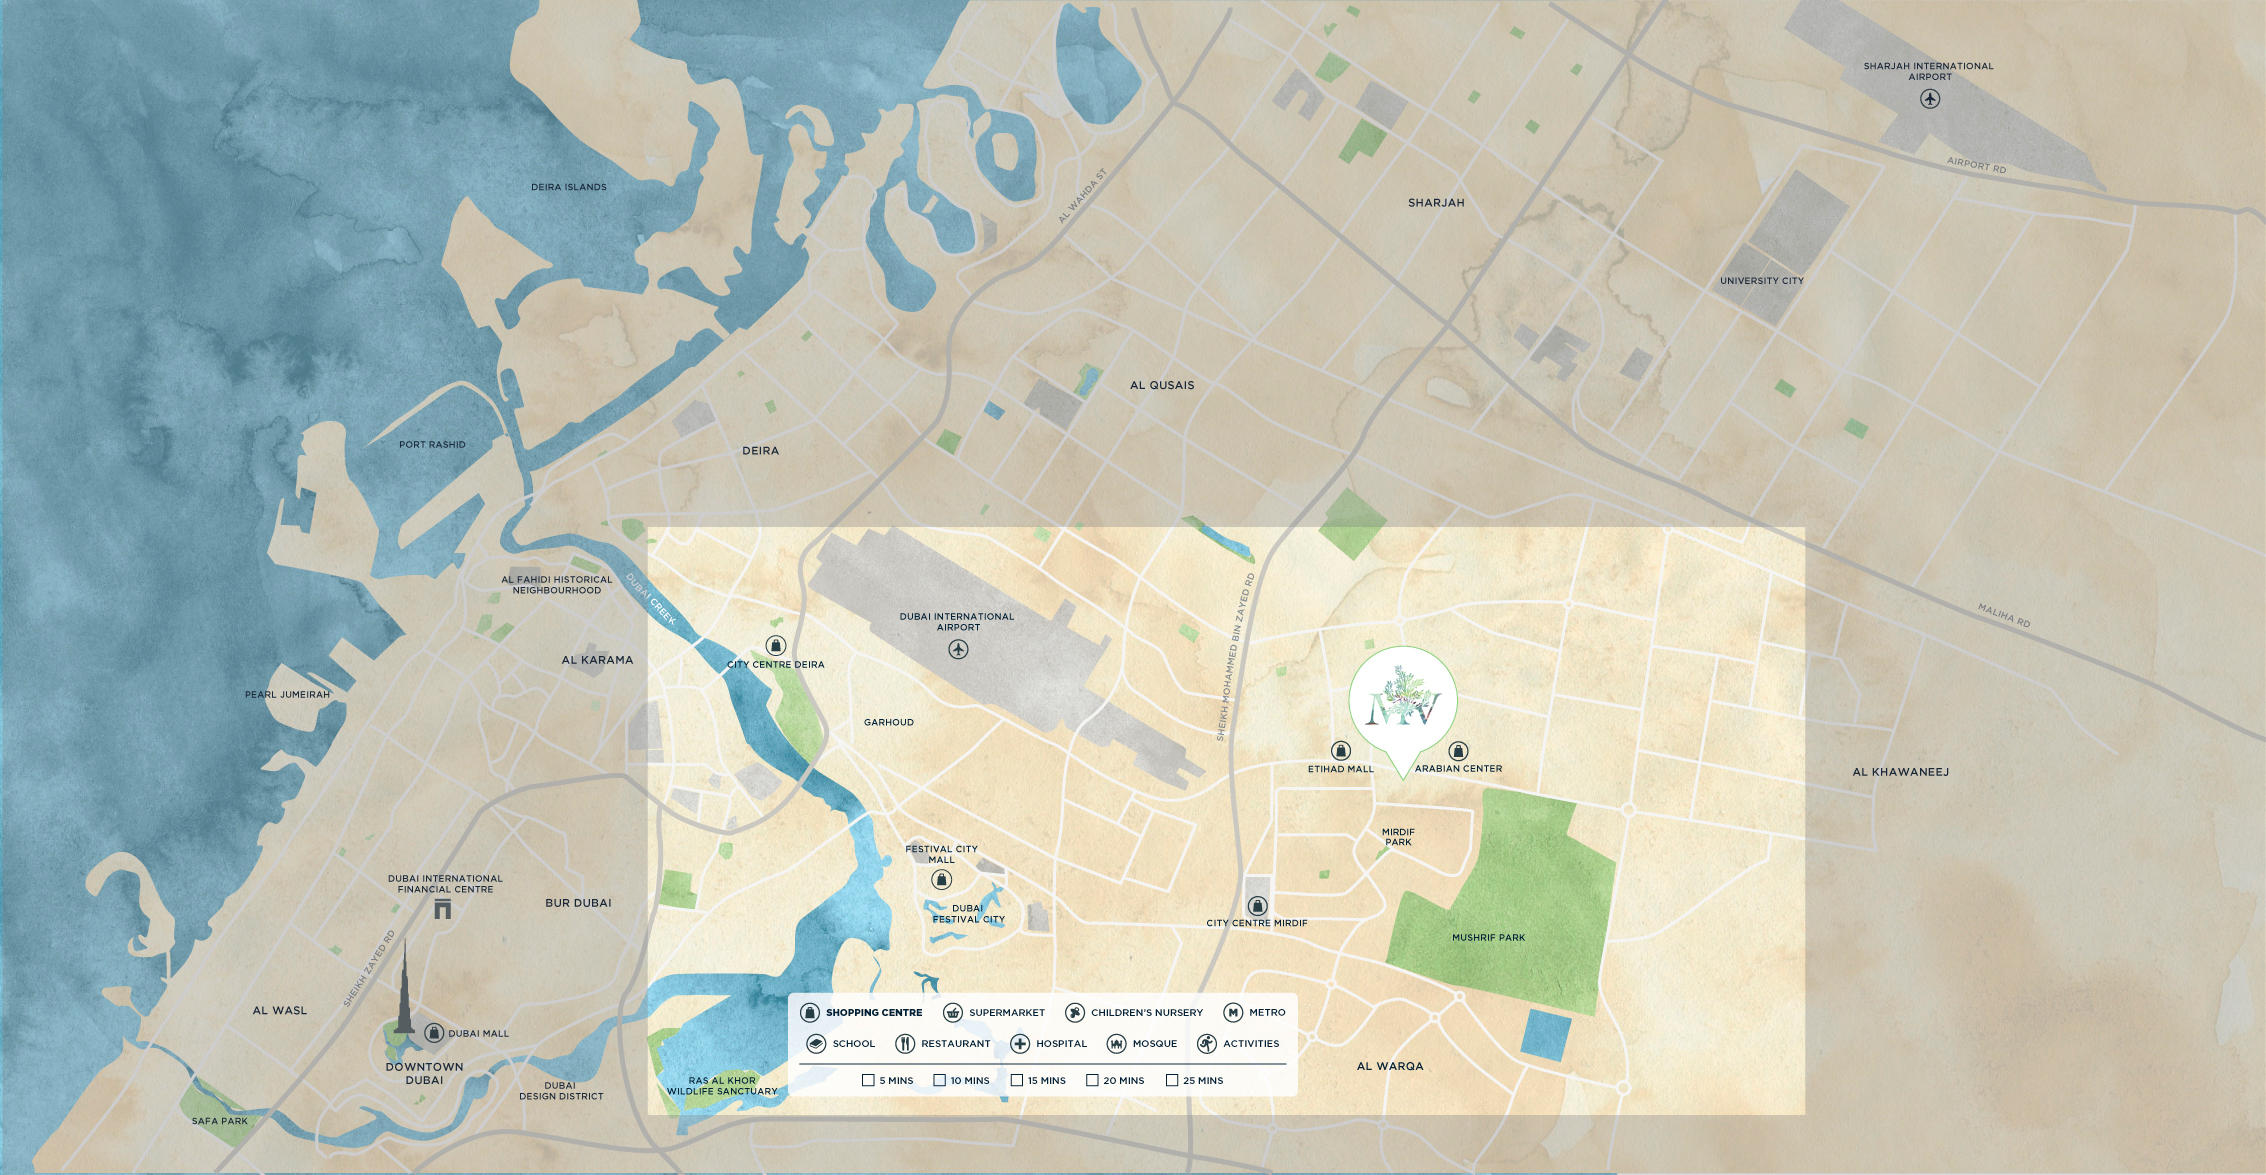 SHARJAH INTERNATIONAL
AIRPORT
AIRPORT RD
DEIRA ISLANDS
AL WAHDA ST
SHARJAH
UNIVERSITY CITY
AL QUSAIS
PORT RASHID
DEIRA
AL FAHIDI HISTORICAL
NEIGHBOURHOOD
DUBAI CREEK
DUBAI INTERNATIONAL
AIRPORT
SHEIKH MOHAMMED BIN ZAYED RD
MALIHA RD
AL KARAMA
CITY CENTRE DEIRA
PEARL JUMEIRAH
GARHOUD
MV
ETIHAD MALL
ARABIAN CENTER
AL KHAWANEEJ
MIRDIF
PARK
FESTIVAL CITY
MALL
DUBAI INTERNATIONAL
FINANCIAL CENTRE
BUR DUBAI
DUBAI
FESTIVAL CITY
CITY CENTRE MIRDIF
MUSHRIF PARK
SHEIKH ZAYED RD
AL WASL
DUBAI MALL
DOWNTOWN
DUBAI
DUBAI
DESIGN DISTRICT
SAFA PARK
RAS AL KHOR
WILDLIFE SANCTUARY
AL WARQA
SHOPPING CENTRE
SUPERMARKET
CHILDREN'S NURSERY
M
METRO
SCHOOL
RESTAURANT
HOSPITAL
MOSQUE
ACTIVITIES
5 MINS
10 MINS
15 MINS
20 MINS
25 MINS